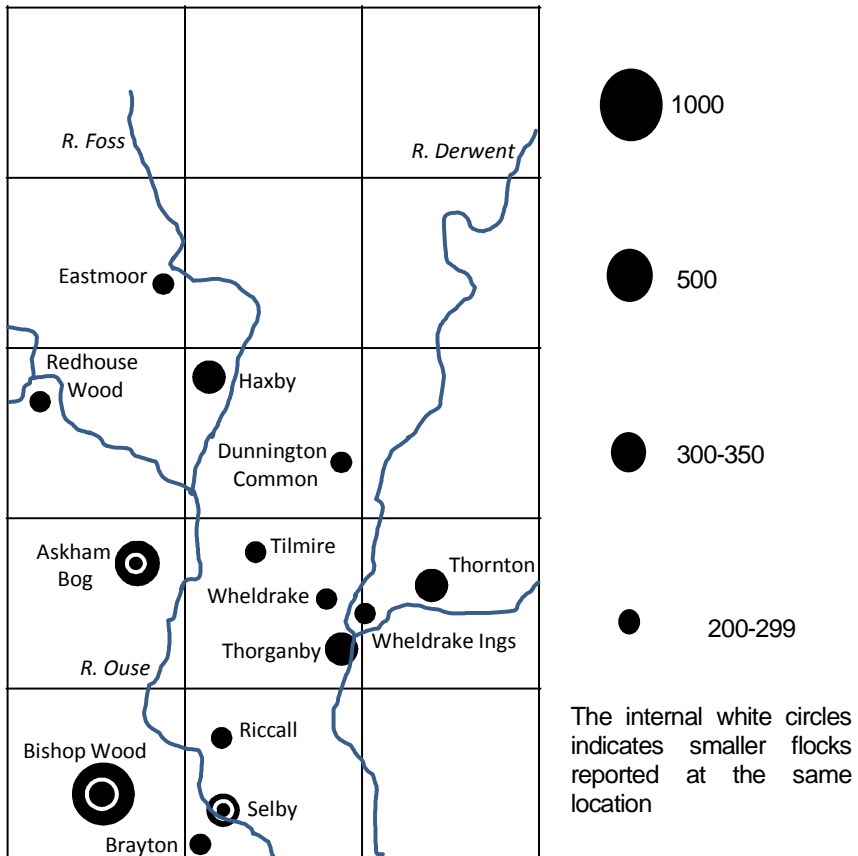 R. Foss
R. Derwent
Eastmoor
Redhouse
Wood
Haxby
Dunnington
Common
Askham
Bog
Tilmire
Thornton
Wheldrake
Wheldrake Ings
Thorganby
R. Ouse
Riccall
Bishop Wood
Selby
Brayton
1000
500
300-350
200-299
The internal white circles
indicates smaller flocks
reported at the same
location